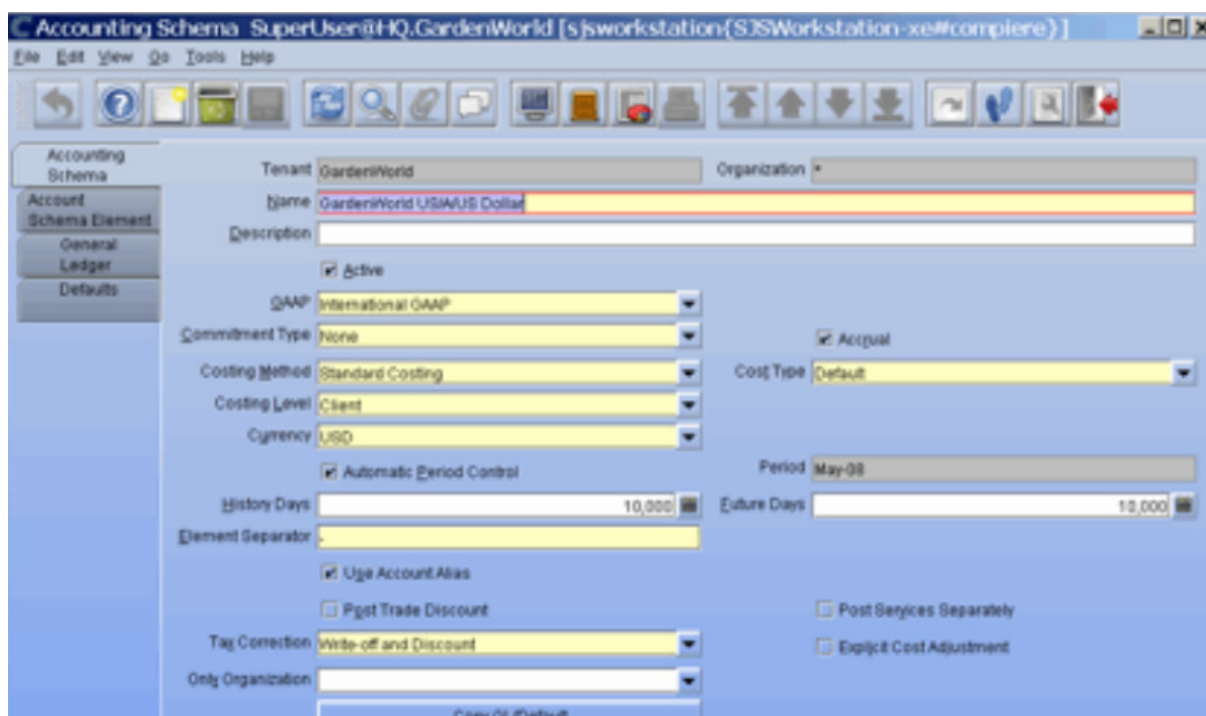 Accounting Schema SuperUser@HQ.GardenWorld [sjsworkstation{SJSWorkstation-xe#compiere}]
File Edit View Go Tools Help
Accounting
Schema
Account
Schema Element
General
Ledger
Defaults
Tenant GardenWorld Organization *
Name GardenWorld US/A/US Dollar
Description
Active
GAAP International GAAP
Commitment Type None Accrual
Costing Method Standard Costing Cost Type Default
Costing Level Client
Currency USD
Automatic Period Control Period May-08
History Days 10,000 Future Days 10,000
Element Separator -
Use Account Alias
Post Trade Discount Post Services Separately
Tax Correction Write-off and Discount Explicit Cost Adjustment
Only Organization